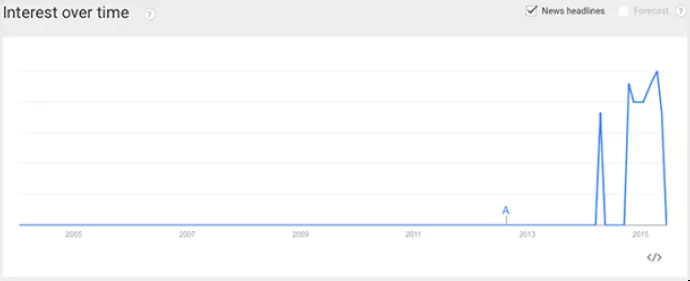 Interest over time ?
News headlines
Forecast ?
A
2005 2007 2009 2011 2013 2015
</>